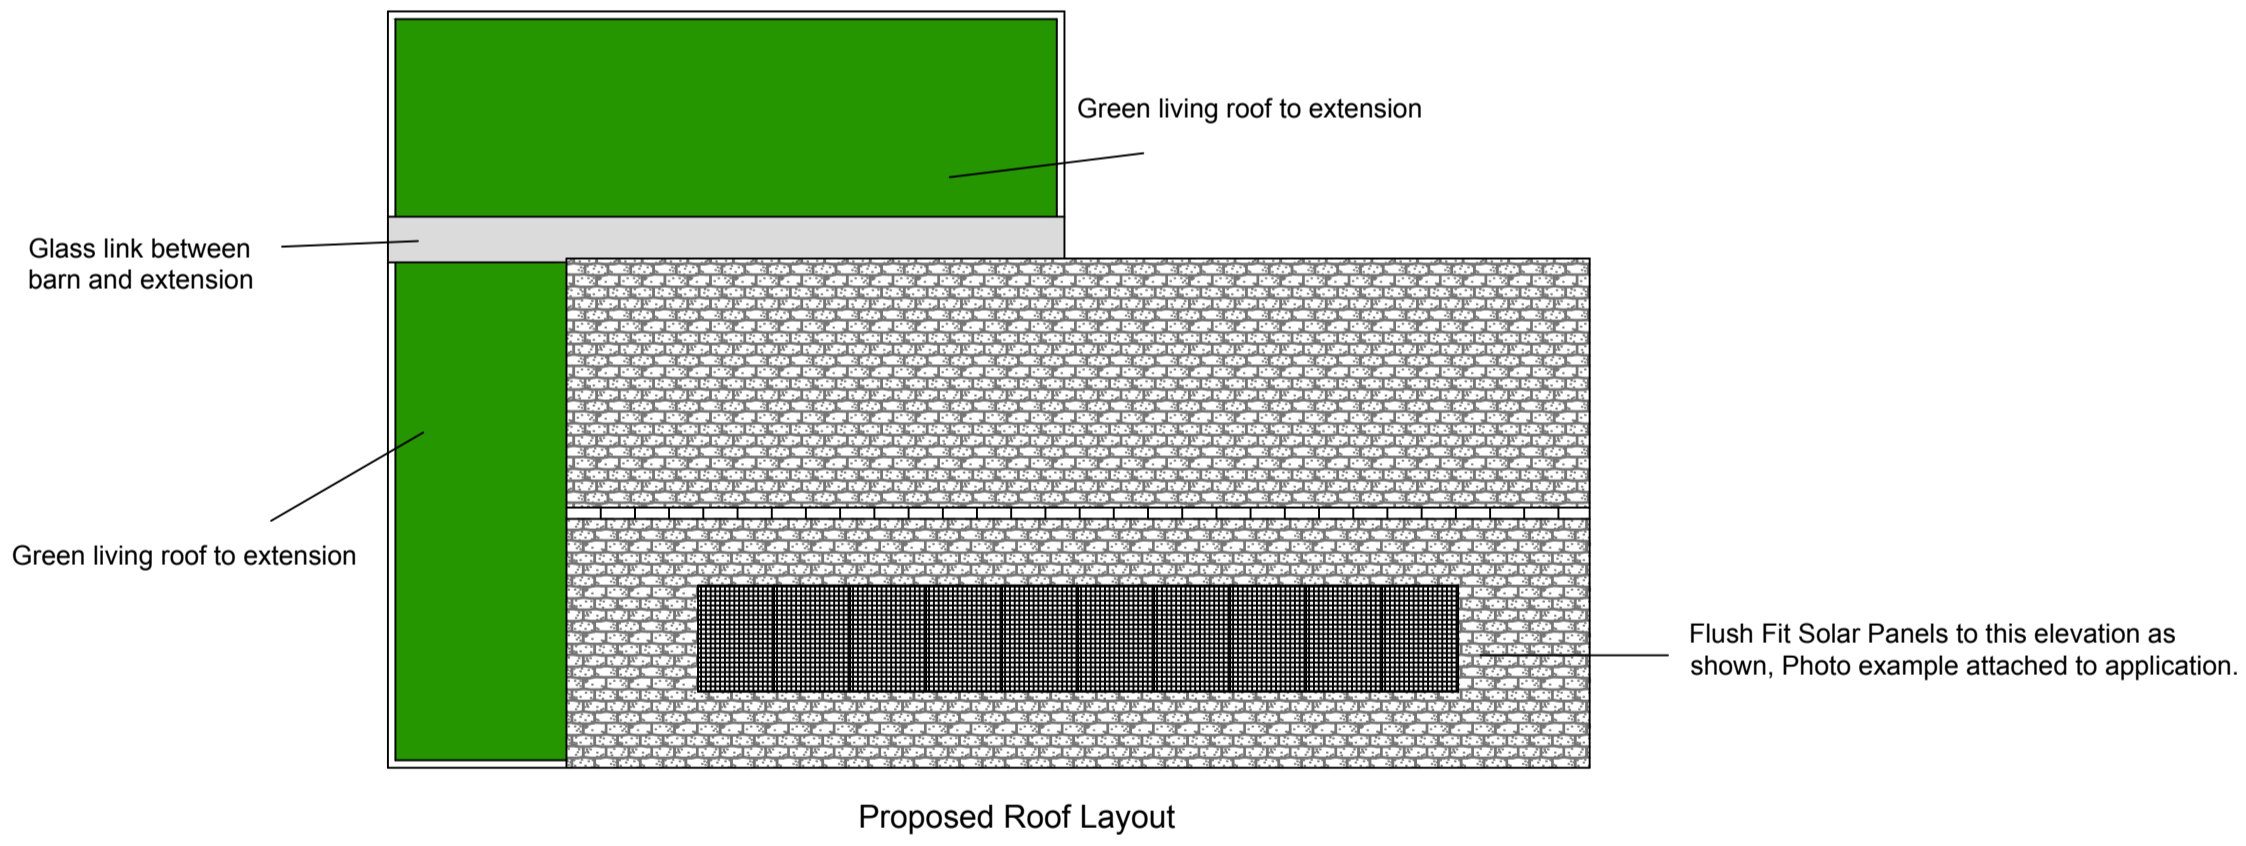 Green living roof to extension
Glass link between
barn and extension
Green living roof to extension
Flush Fit Solar Panels to this elevation as
shown, Photo example attached to application.
Proposed Roof Layout